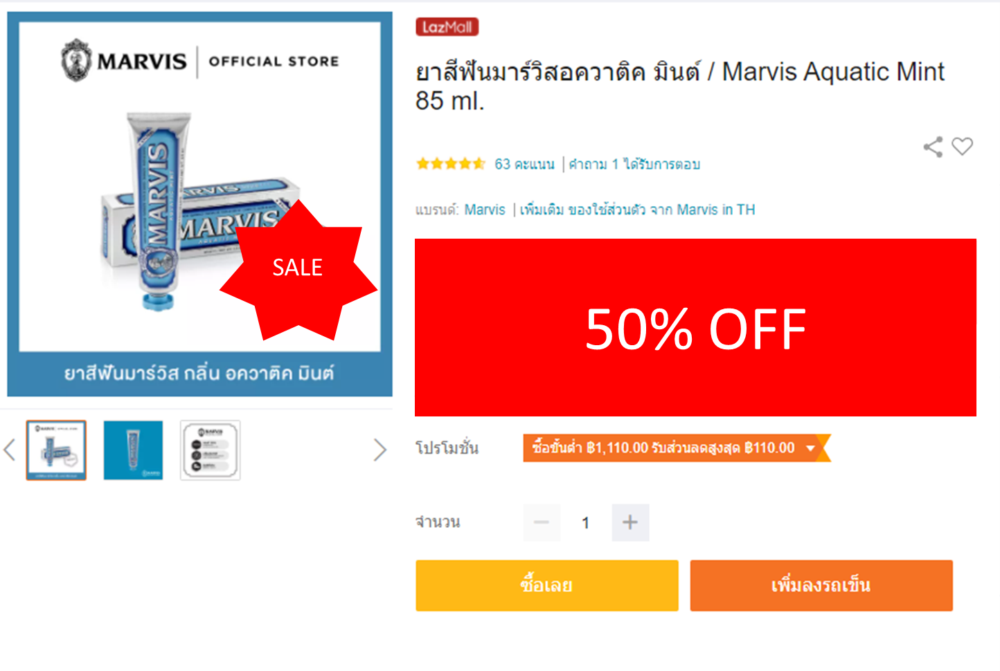 MARVIS OFFICIAL STORE
MARVIS
AQUATIC MINT
MARVIS
MARVIS
SALE
ยาสีฟันมาร์วิส กลิ่น อควาติค มินต์
LazMall
ยาสีฟันมาร์วิสอควาติค มินต์ / Marvis Aquatic Mint
85 ml.
63 คะแนน | คำถาม 1 ได้รับการตอบ
แบรนด์: Marvis | เพิ่มเติม ของใช้ส่วนตัว จาก Marvis in TH
50% OFF
โปรโมชั่น ซื้อขั้นต่ำ ฿1,110.00 รับส่วนลดสูงสุด ฿110.00
จำนวน − 1 +
ซื้อเลย เพิ่มลงรถเข็น